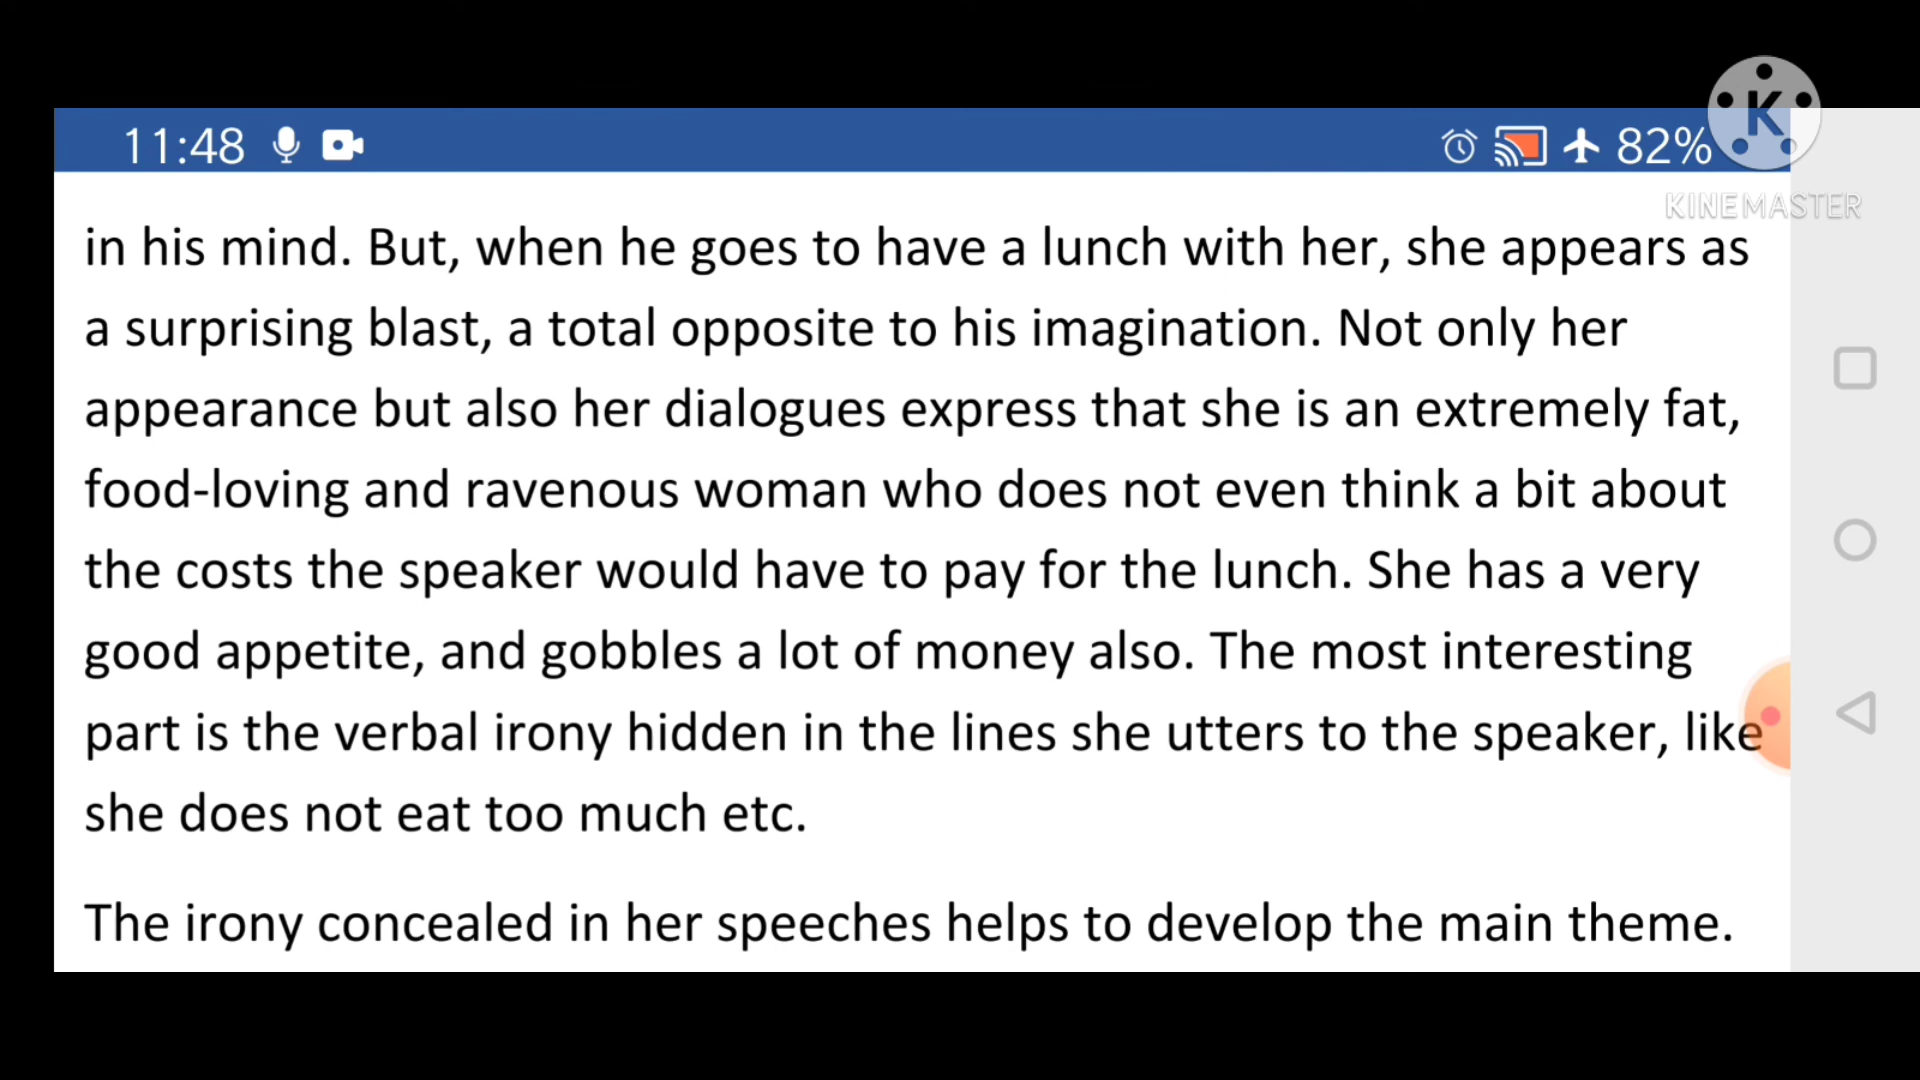 11:48
82%
K
KINEMASTER
in his mind. But, when he goes to have a lunch with her, she appears as
a surprising blast, a total opposite to his imagination. Not only her
appearance but also her dialogues express that she is an extremely fat,
food-loving and ravenous woman who does not even think a bit about
the costs the speaker would have to pay for the lunch. She has a very
good appetite, and gobbles a lot of money also. The most interesting
part is the verbal irony hidden in the lines she utters to the speaker, like
she does not eat too much etc.
The irony concealed in her speeches helps to develop the main theme.